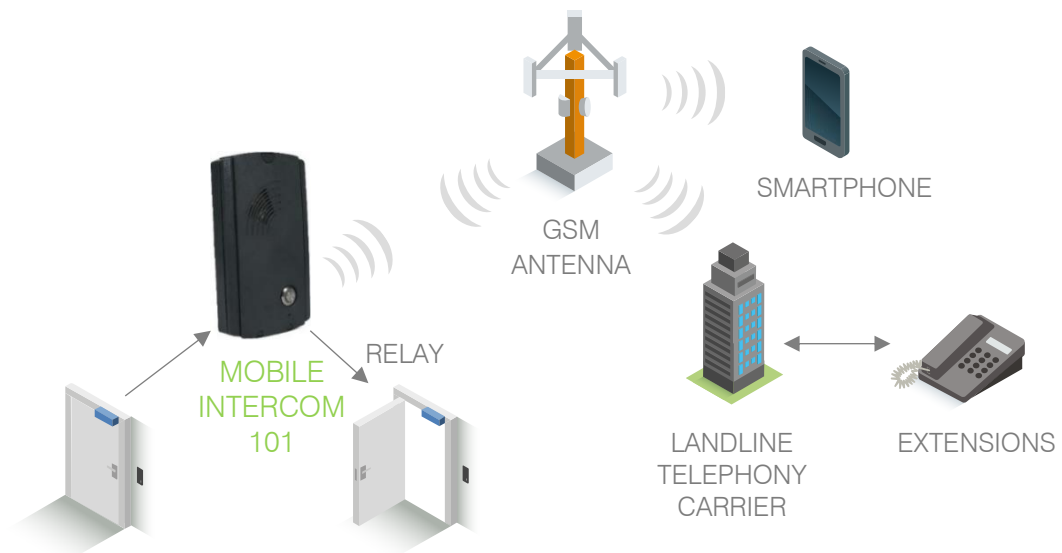 SMARTPHONE
GSM
ANTENNA
RELAY
MOBILE
INTERCOM
101
LANDLINE
TELEPHONY
CARRIER
EXTENSIONS